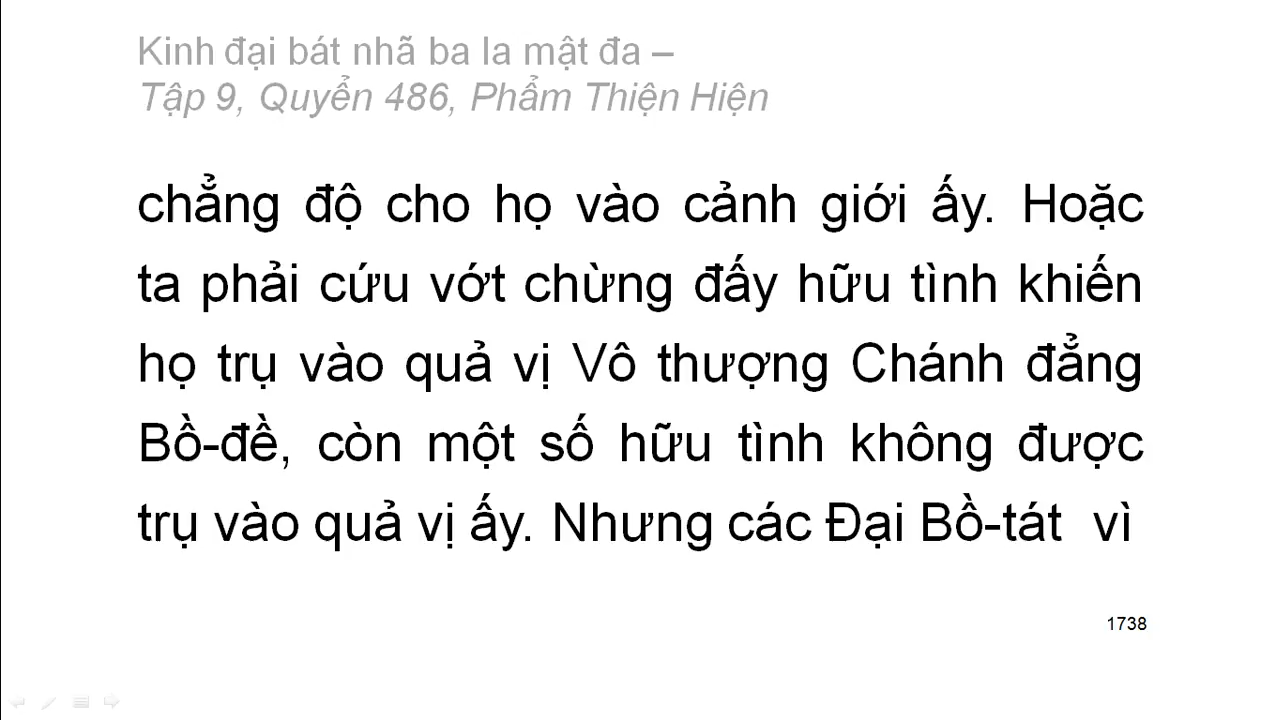 Kinh đại bát nhã ba la mật đa –
Tập 9, Quyển 486, Phẩm Thiện Hiện
chẳng độ cho họ vào cảnh giới ấy. Hoặc
ta phải cứu vớt chừng đấy hữu tình khiến
họ trụ vào quả vị Vô thượng Chánh đẳng
Bồ-đề, còn một số hữu tình không được
trụ vào quả vị ấy. Nhưng các Đại Bồ-tát vì
1738